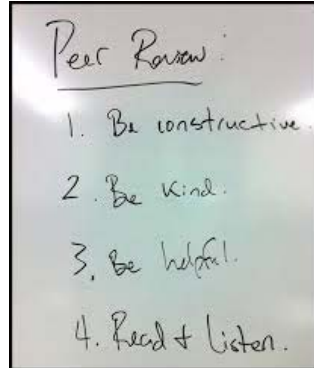 Peer Review:
1. Be constructive.
2. Be kind.
3. Be helpful.
4. Read + Listen.